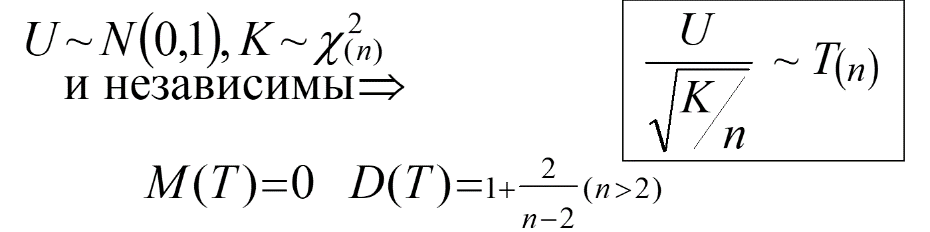 U ~ N(0,1), K ~ χ²₍ₙ₎
и независимы⇒
U/√(K/n) ~ T₍ₙ₎
M(T)=0 D(T)=1+2/(n−2) (n>2)